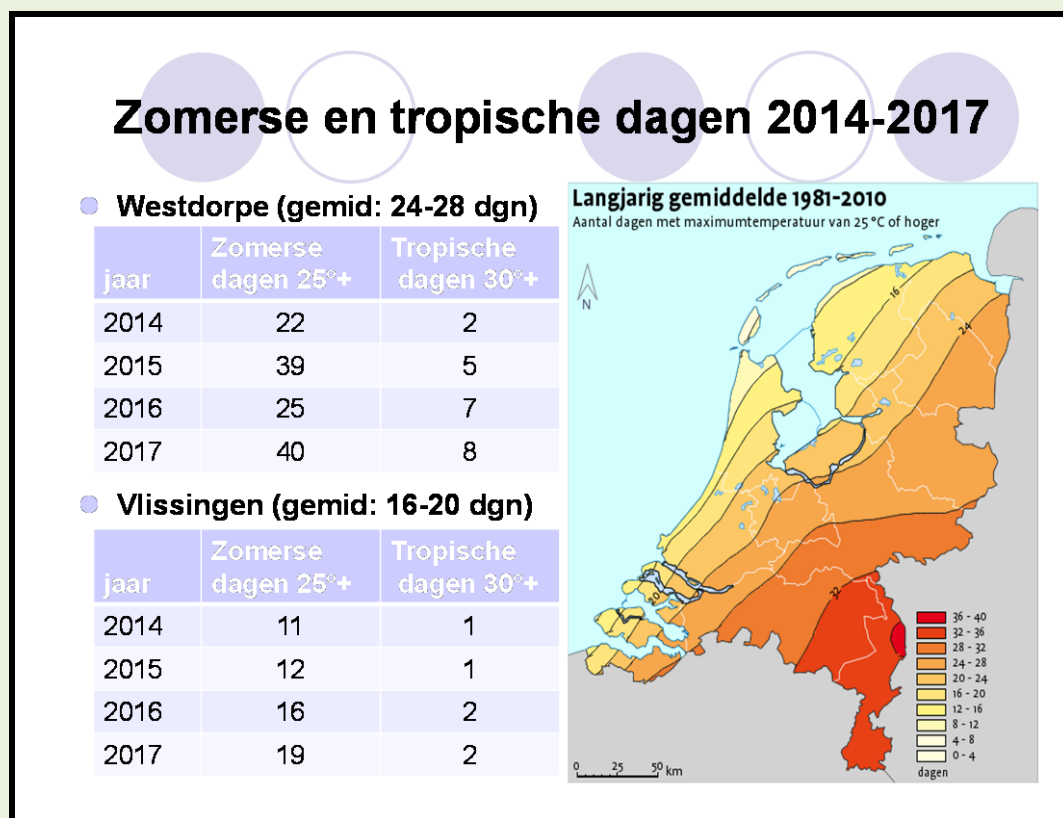 Zomerse en tropische dagen 2014-2017
Westdorpe (gemid: 24-28 dgn)
jaar Zomerse dagen 25°+ Tropische dagen 30°+
2014 22 2
2015 39 5
2016 25 7
2017 40 8
Vlissingen (gemid: 16-20 dgn)
jaar Zomerse dagen 25°+ Tropische dagen 30°+
2014 11 1
2015 12 1
2016 16 2
2017 19 2
Langjarig gemiddelde 1981-2010
Aantal dagen met maximumtemperatuur van 25 °C of hoger
N
16
24
20
32
36 - 40
32 - 36
28 - 32
24 - 28
20 - 24
16 - 20
12 - 16
8 - 12
4 - 8
0 - 4
dagen
0 25 50 km